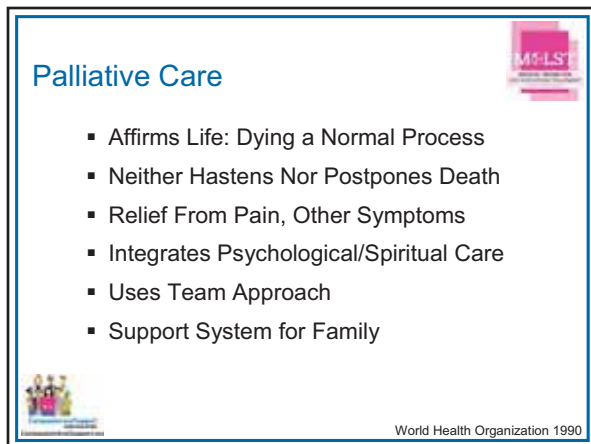 MOLST
Palliative Care
▪ Affirms Life: Dying a Normal Process
▪ Neither Hastens Nor Postpones Death
▪ Relief From Pain, Other Symptoms
▪ Integrates Psychological/Spiritual Care
▪ Uses Team Approach
▪ Support System for Family
World Health Organization 1990